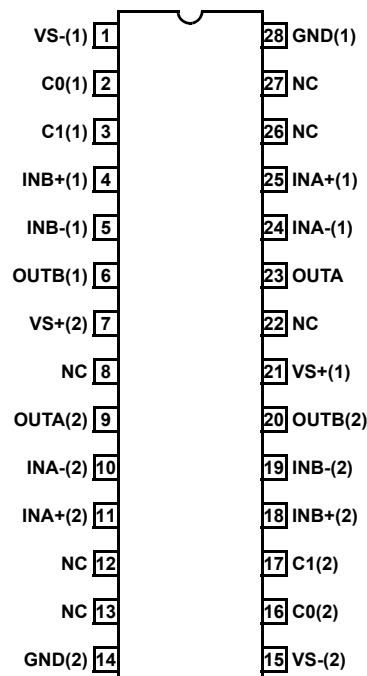 VS-(1) 1 28 GND(1)
C0(1) 2 27 NC
C1(1) 3 26 NC
INB+(1) 4 25 INA+(1)
INB-(1) 5 24 INA-(1)
OUTB(1) 6 23 OUTA
VS+(2) 7 22 NC
NC 8 21 VS+(1)
OUTA(2) 9 20 OUTB(2)
INA-(2) 10 19 INB-(2)
INA+(2) 11 18 INB+(2)
NC 12 17 C1(2)
NC 13 16 C0(2)
GND(2) 14 15 VS-(2)